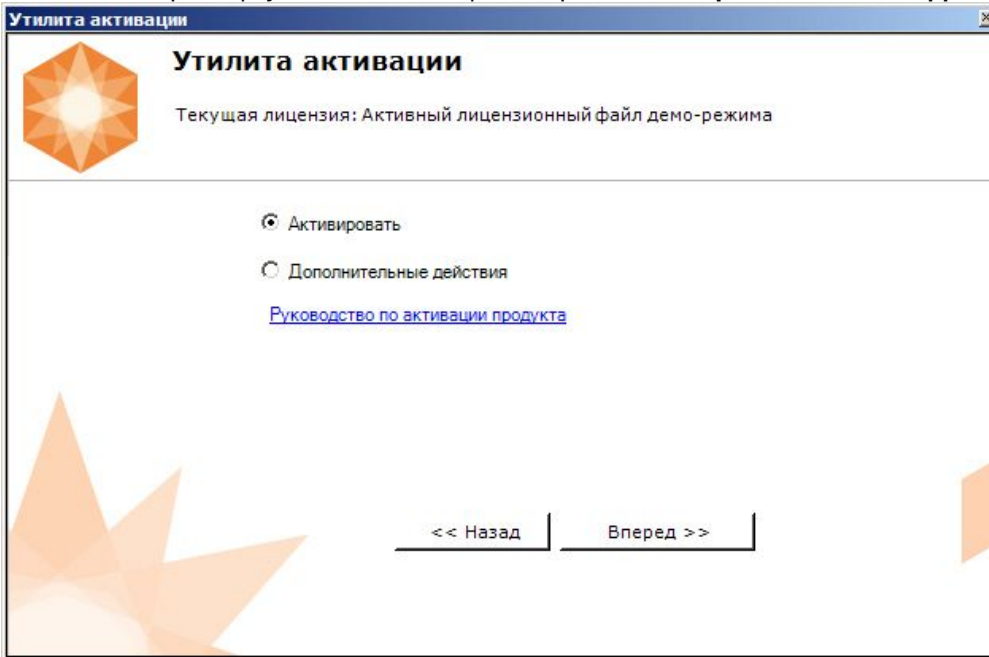 Утилита активации
Утилита активации
Текущая лицензия: Активный лицензионный файл демо-режима
Активировать
Дополнительные действия
Руководство по активации продукта
<< Назад
Вперед >>